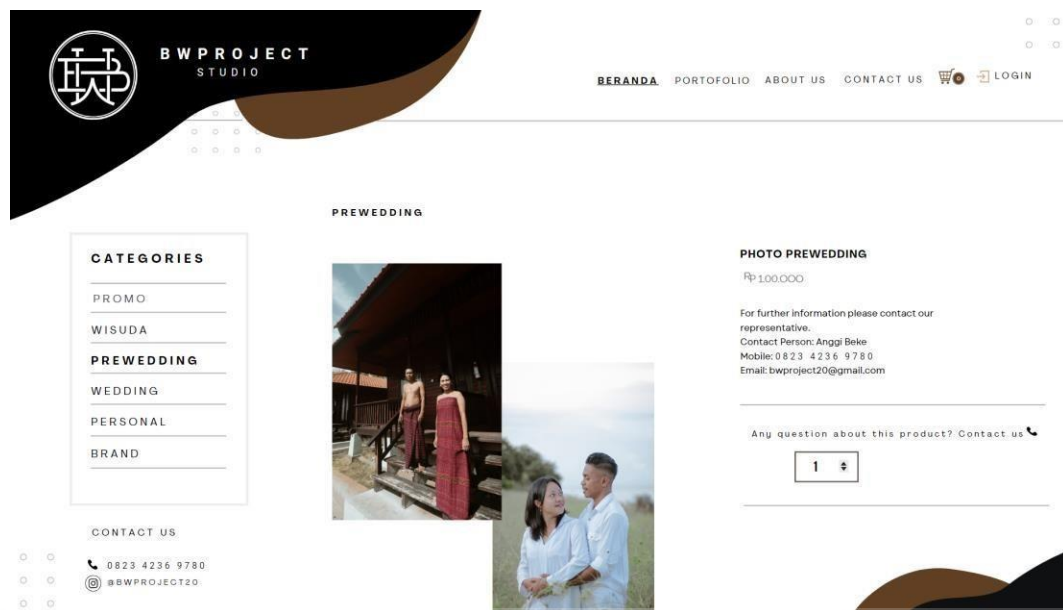 BWPROJECT
STUDIO
BERANDA PORTOFOLIO ABOUT US CONTACT US LOGIN
PREWEDDING
CATEGORIES
PROMO
WISUDA
PREWEDDING
WEDDING
PERSONAL
BRAND
CONTACT US
0823 4236 9780
@BWPROJECT20
PHOTO PREWEDDING
Rp 1.00.000
For further information please contact our
representative.
Contact Person: Anggi Beke
Mobile: 0823 4236 9780
Email: bwproject20@gmail.com
Any question about this product? Contact us
1